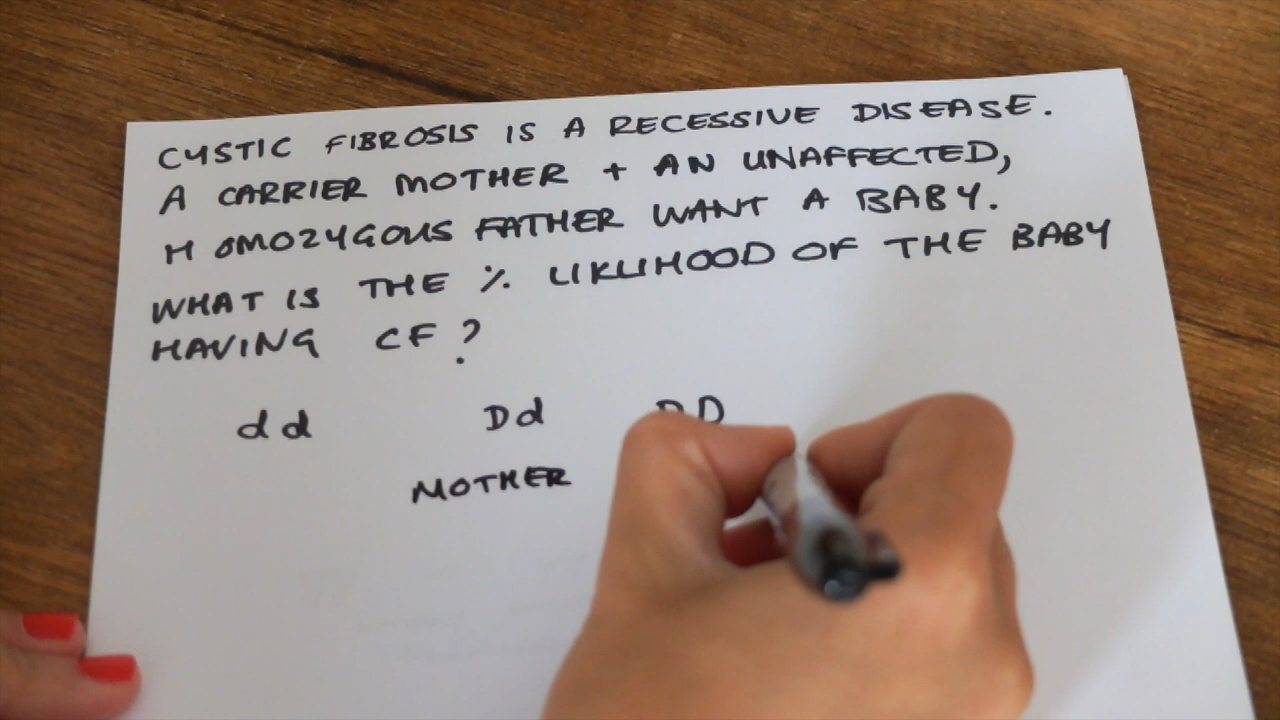 CYSTIC FIBROSIS IS A RECESSIVE DISEASE.
A CARRIER MOTHER + AN UNAFFECTED,
HOMOZYGOUS FATHER WANT A BABY.
WHAT IS THE % LIKLIHOOD OF THE BABY
HAVING CF?
dd Dd DD
MOTHER